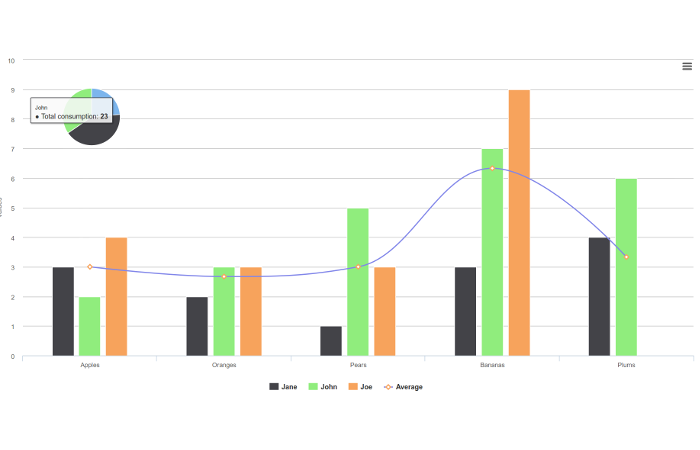 10
9
8
7
6
5
4
3
2
1
0
John
● Total consumption: 23
Apples
Oranges
Pears
Bananas
Plums
Jane
John
Joe
Average